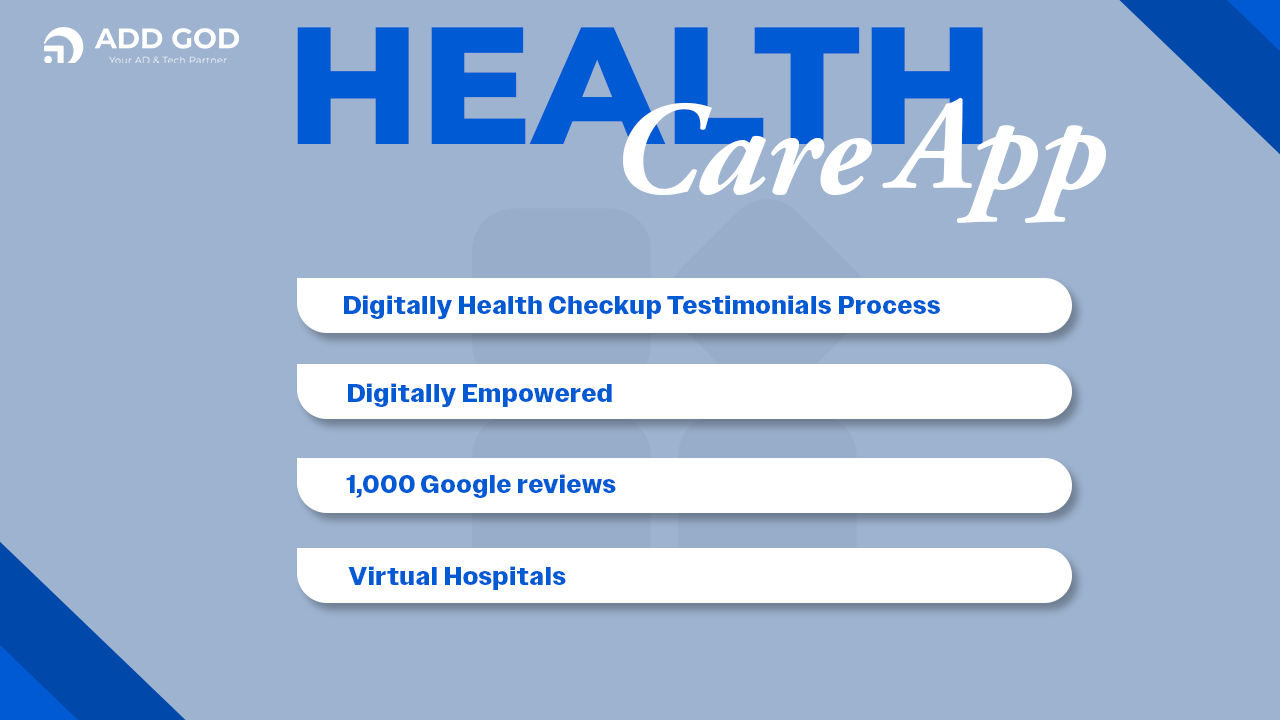 ADD GOD
Your AD & Tech Partner
HEALTH
Care App
Digitally Health Checkup Testimonials Process
Digitally Empowered
1,000 Google reviews
Virtual Hospitals